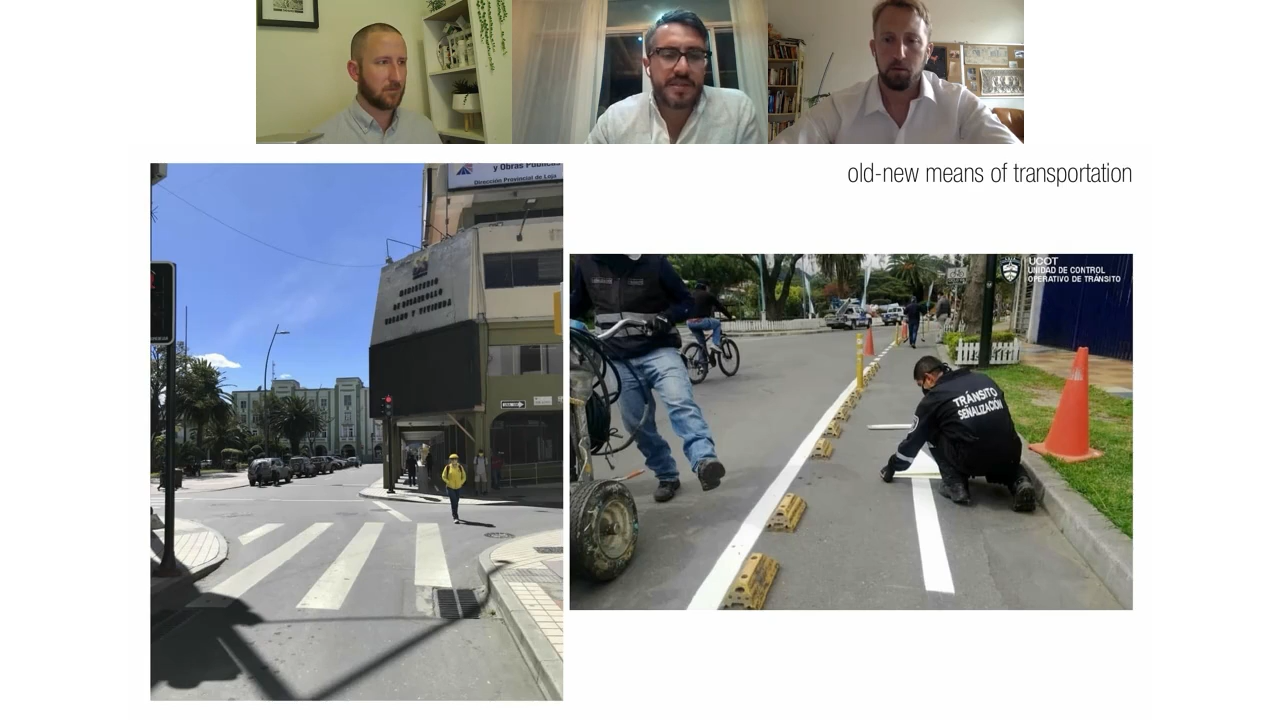 old-new means of transportation
y Obras Públicas
Dirección Provincial de Loja
MINISTERIO
DE DESARROLLO
URBANO Y VIVIENDA
UCOT
UNIDAD DE CONTROL
OPERATIVO DE TRÁNSITO
TRÁNSITO
SEÑALIZACIÓN